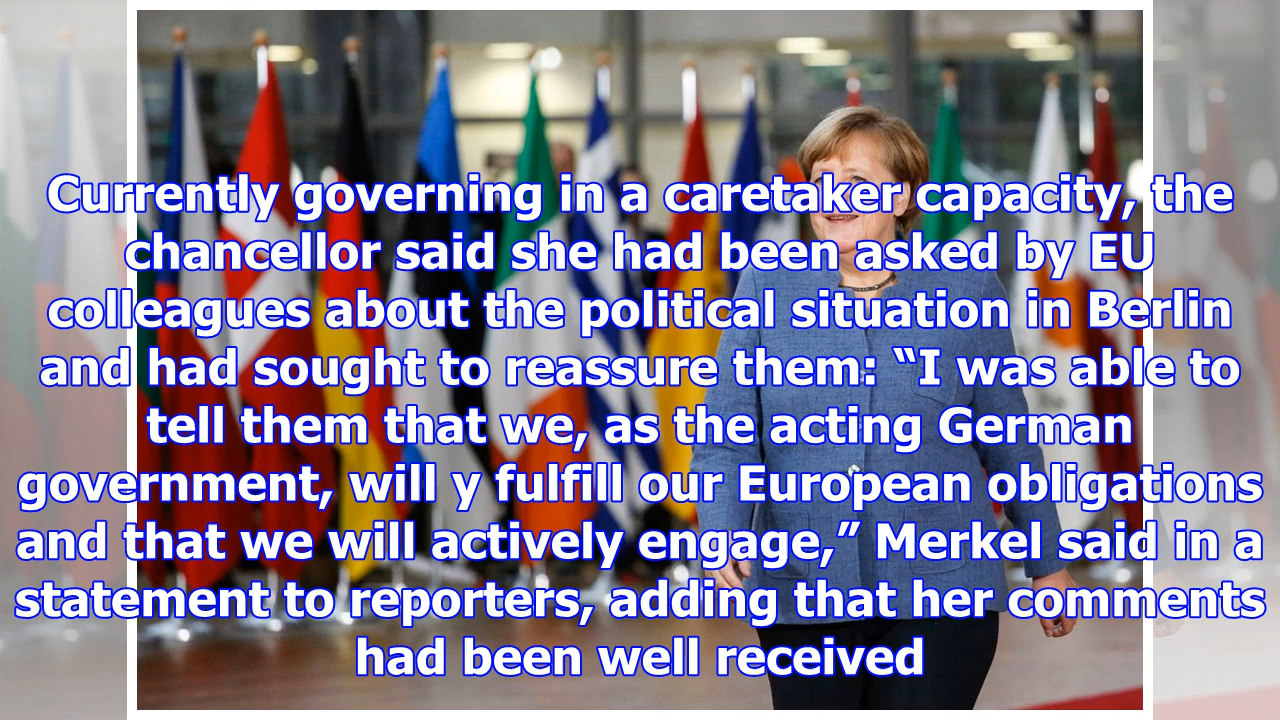 Currently governing in a caretaker capacity, the
chancellor said she had been asked by EU
colleagues about the political situation in Berlin
and had sought to reassure them: “I was able to
tell them that we, as the acting German
government, will y fulfill our European obligations
and that we will actively engage,” Merkel said in a
statement to reporters, adding that her comments
had been well received